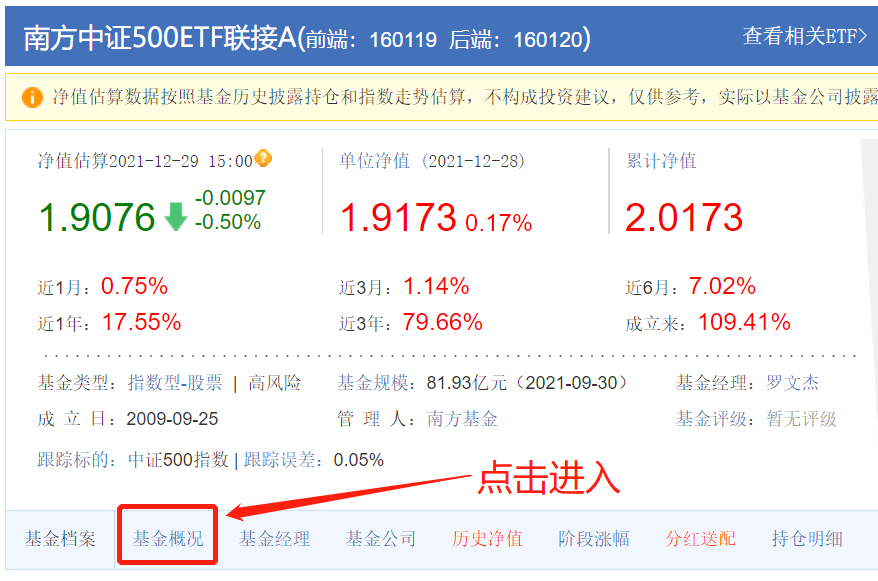 南方中证500ETF联接A(前端：160119 后端：160120) 查看相关ETF>
净值估算数据按照基金历史披露持仓和指数走势估算，不构成投资建议，仅供参考，实际以基金公司披露
净值估算2021-12-29 15:00 单位净值（2021-12-28） 累计净值
1.9076 -0.0097 -0.50% 1.9173 0.17% 2.0173
近1月：0.75% 近3月：1.14% 近6月：7.02%
近1年：17.55% 近3年：79.66% 成立来：109.41%
基金类型：指数型-股票 | 高风险 基金规模：81.93亿元（2021-09-30） 基金经理：罗文杰
成 立 日：2009-09-25 管 理 人：南方基金 基金评级：暂无评级
跟踪标的：中证500指数 | 跟踪误差：0.05%
点击进入
基金档案 基金概况 基金经理 基金公司 历史净值 阶段涨幅 分红送配 持仓明细